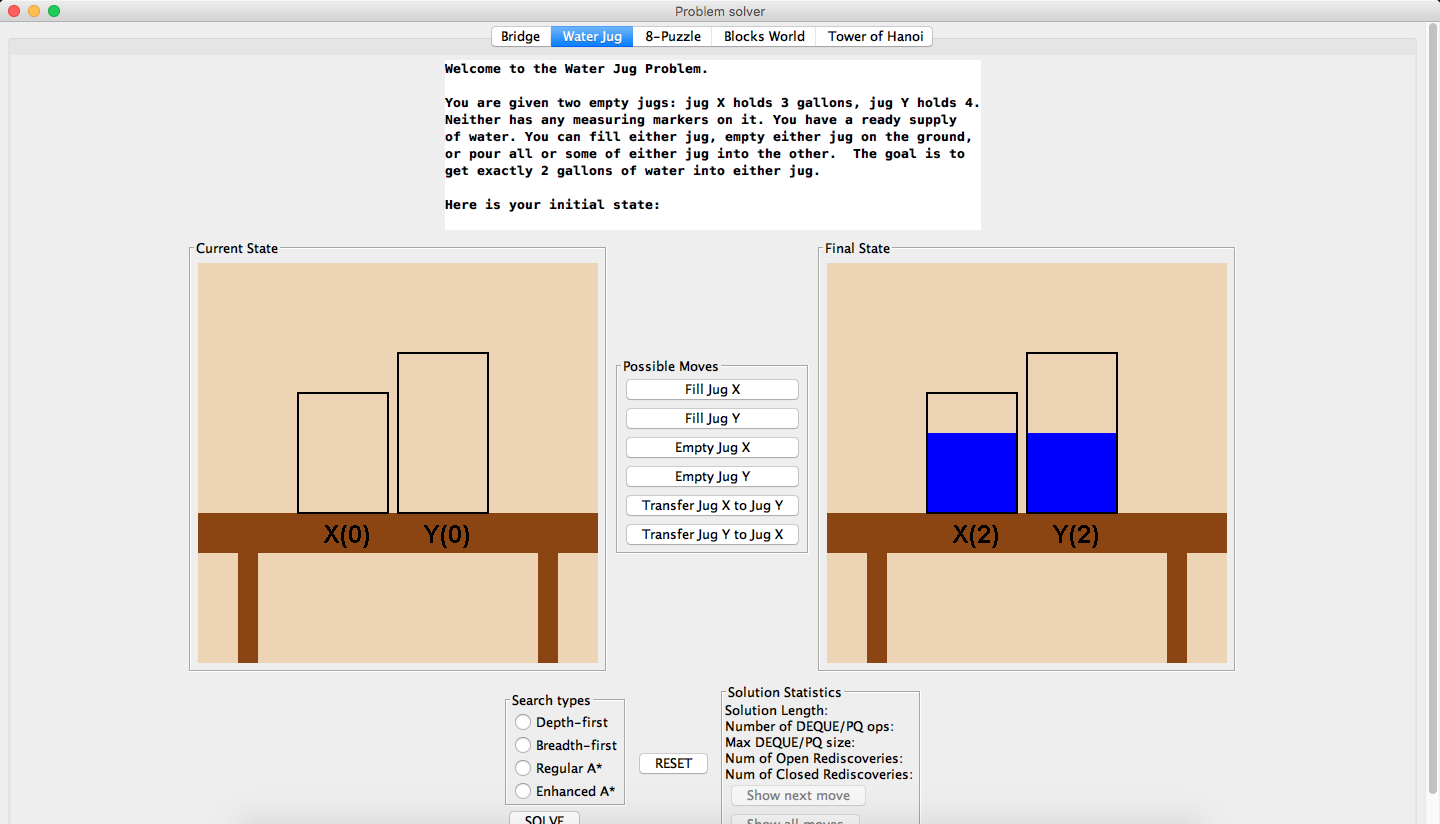 Problem solver
Bridge Water Jug 8-Puzzle Blocks World Tower of Hanoi
Welcome to the Water Jug Problem.
You are given two empty jugs: jug X holds 3 gallons, jug Y holds 4.
Neither has any measuring markers on it. You have a ready supply
of water. You can fill either jug, empty either jug on the ground,
or pour all or some of either jug into the other.  The goal is to
get exactly 2 gallons of water into either jug.
Here is your initial state:
Current State
X(0) Y(0)
Possible Moves
Fill Jug X
Fill Jug Y
Empty Jug X
Empty Jug Y
Transfer Jug X to Jug Y
Transfer Jug Y to Jug X
Final State
X(2) Y(2)
Search types
Depth-first
Breadth-first
Regular A*
Enhanced A*
SOLVE
RESET
Solution Statistics
Solution Length:
Number of DEQUE/PQ ops:
Max DEQUE/PQ size:
Num of Open Rediscoveries:
Num of Closed Rediscoveries:
Show next move
Show all moves